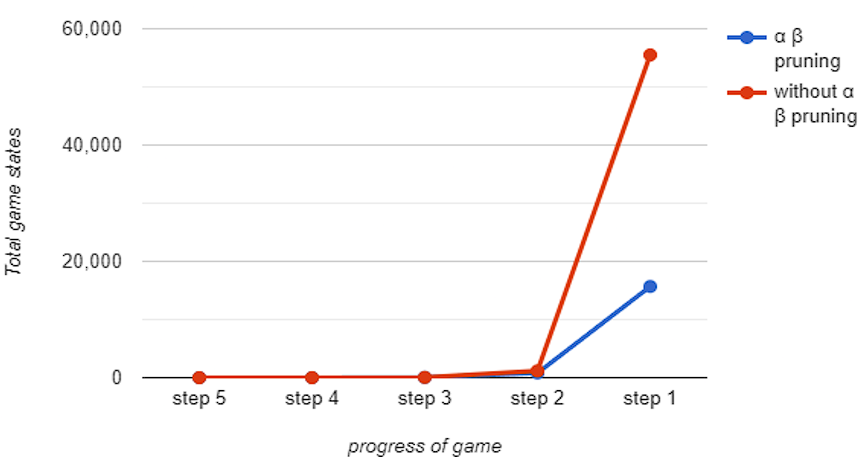 60,000
40,000
20,000
0
Total game states
step 5
step 4
step 3
step 2
step 1
progress of game
α β
pruning
without α
β pruning